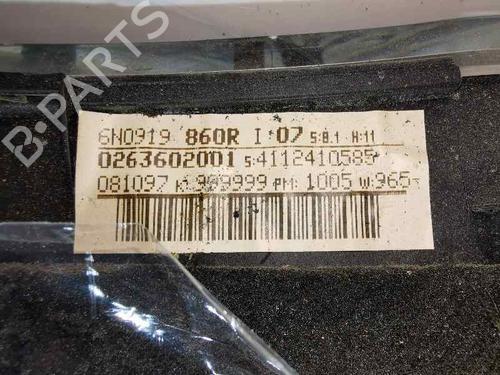 6N0919 860R I 07 S:8.1 H:11
0263602001 S:4112410585
081097 K: 999999 PM: 1005 W:965
B-PARTS